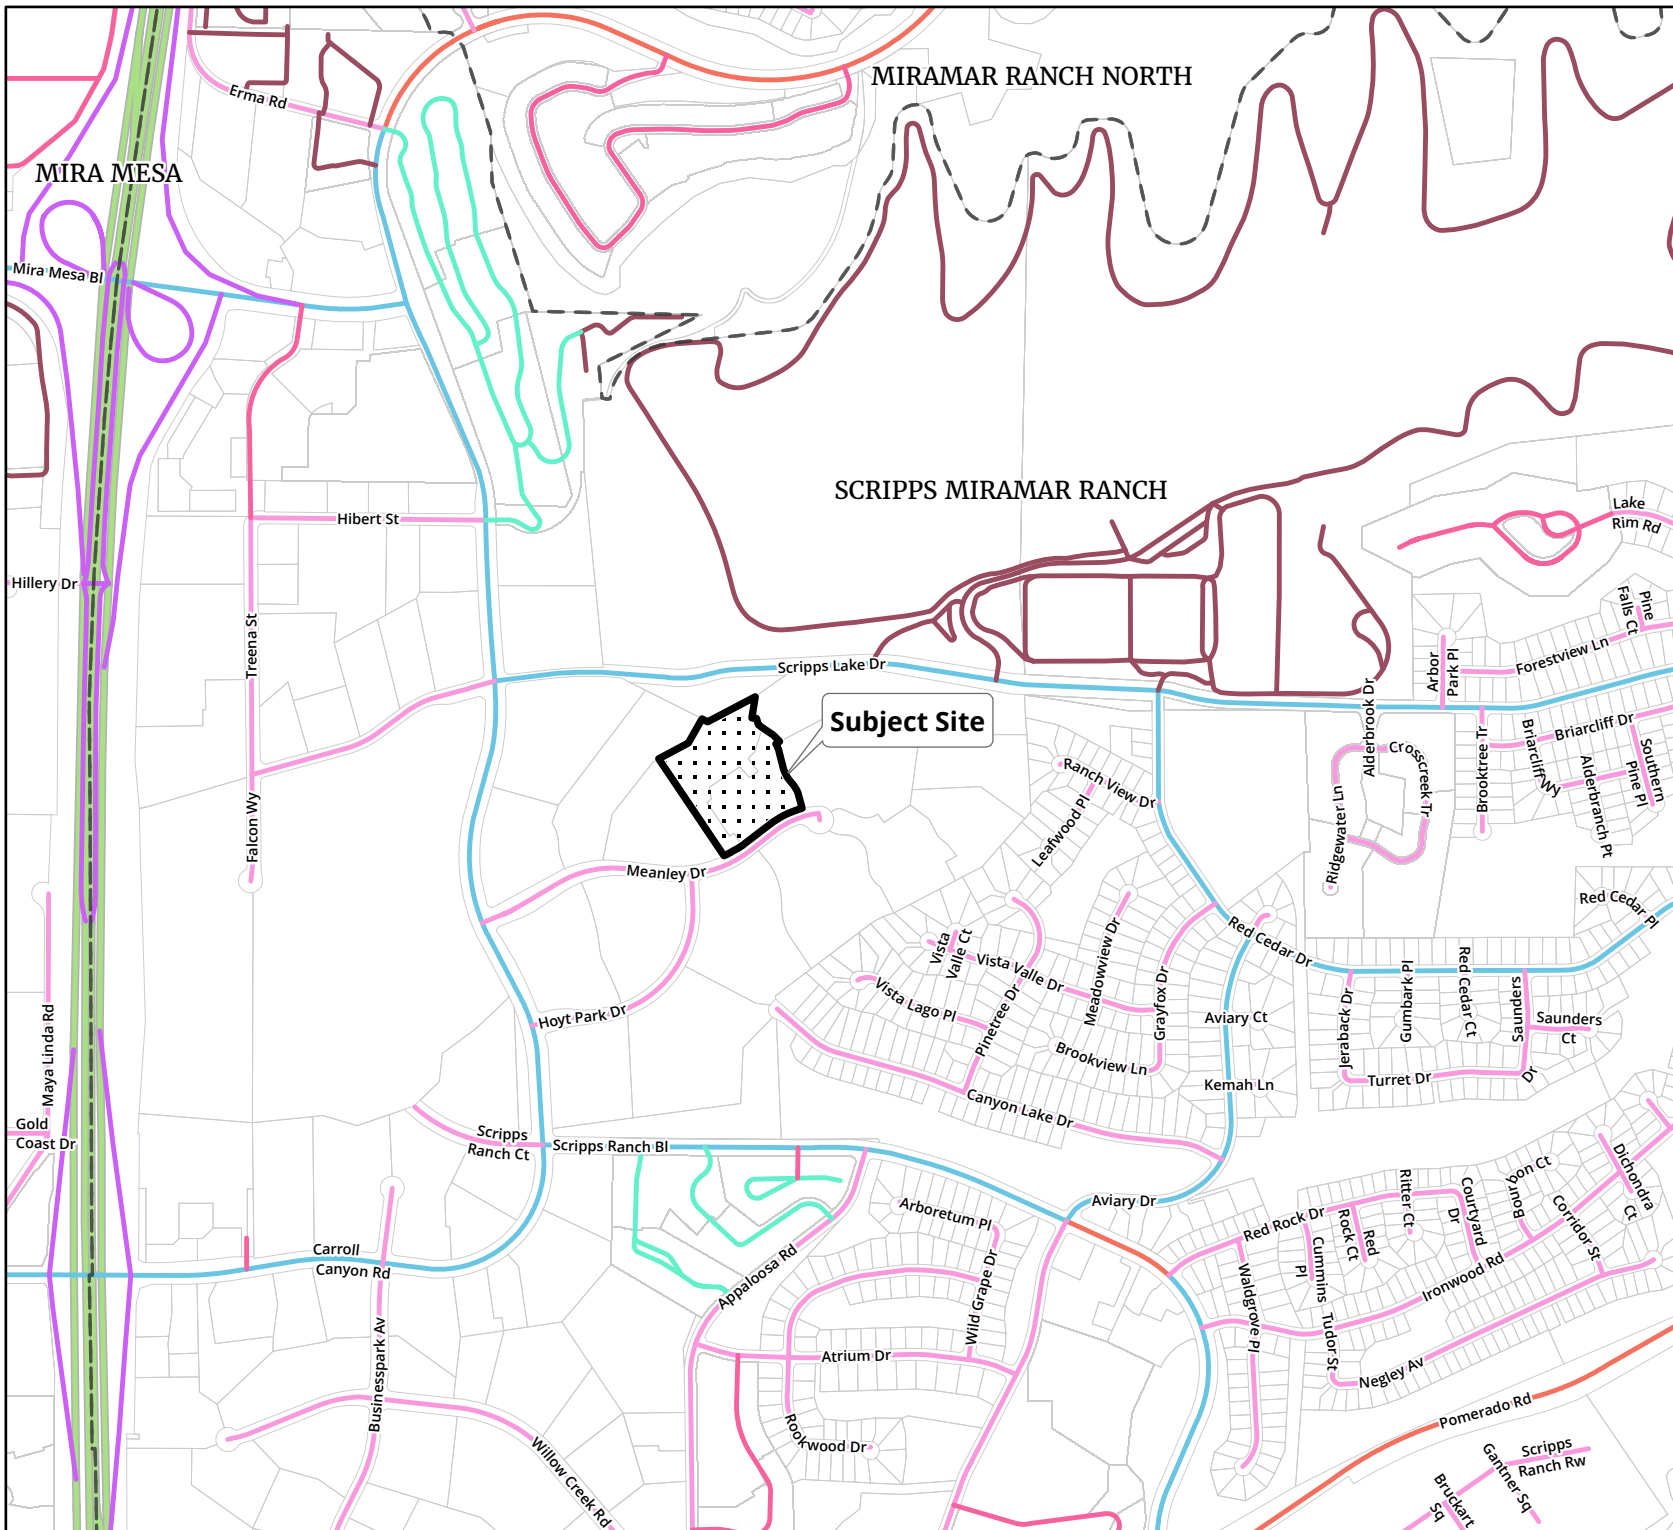 MIRAMAR RANCH NORTH
Erma Rd
MIRA MESA
Mira Mesa Bl
SCRIPPS MIRAMAR RANCH
Lake
Rim Rd
Hibert St
Hillery Dr
Treena St
Falcon Wy
Scripps Lake Dr
Subject Site
Pine
Falls Ct
Forestview Ln
Arbor
Park Pl
Alderbrook Dr
Crosscreek Tr
Ridgewater Ln
Brooktree Tr
Briarcliff Dr
Briarcliff Wy
Alderbranch Pt
Southern
Pine Pl
Ranch View Dr
Leafwood Pl
Meanley Dr
Red Cedar Pl
Red Cedar Dr
Vista
Valle Ct
Vista Valle Dr
Vista Lago Pl
Pinetree Dr
Meadowview Dr
Grayfox Dr
Brookview Ln
Aviary Ct
Kemah Ln
Jeraback Dr
Gumbark Pl
Red Cedar Ct
Saunders
Dr
Saunders
Ct
Turret Dr
Hoyt Park Dr
Maya Linda Rd
Gold
Coast Dr
Canyon Lake Dr
Scripps
Ranch Ct
Scripps Ranch Bl
Aviary Dr
Arboretum Pl
Wild Grape Dr
Appaloosa Rd
Atrium Dr
Rookwood Dr
Carroll
Canyon Rd
Businesspark Av
Willow Creek Rd
Red Rock Dr
Waldgrove Pl
Cummins
Pl
Tudor St
Red
Rock Ct
Ritter Ct
Courtyard
Dr
Bourbon Ct
Corridor St
Dichondra
Ct
Ironwood Rd
Negley Av
Pomerado Rd
Scripps
Ranch Rw
Gantner Sq
Bruckart
Sq